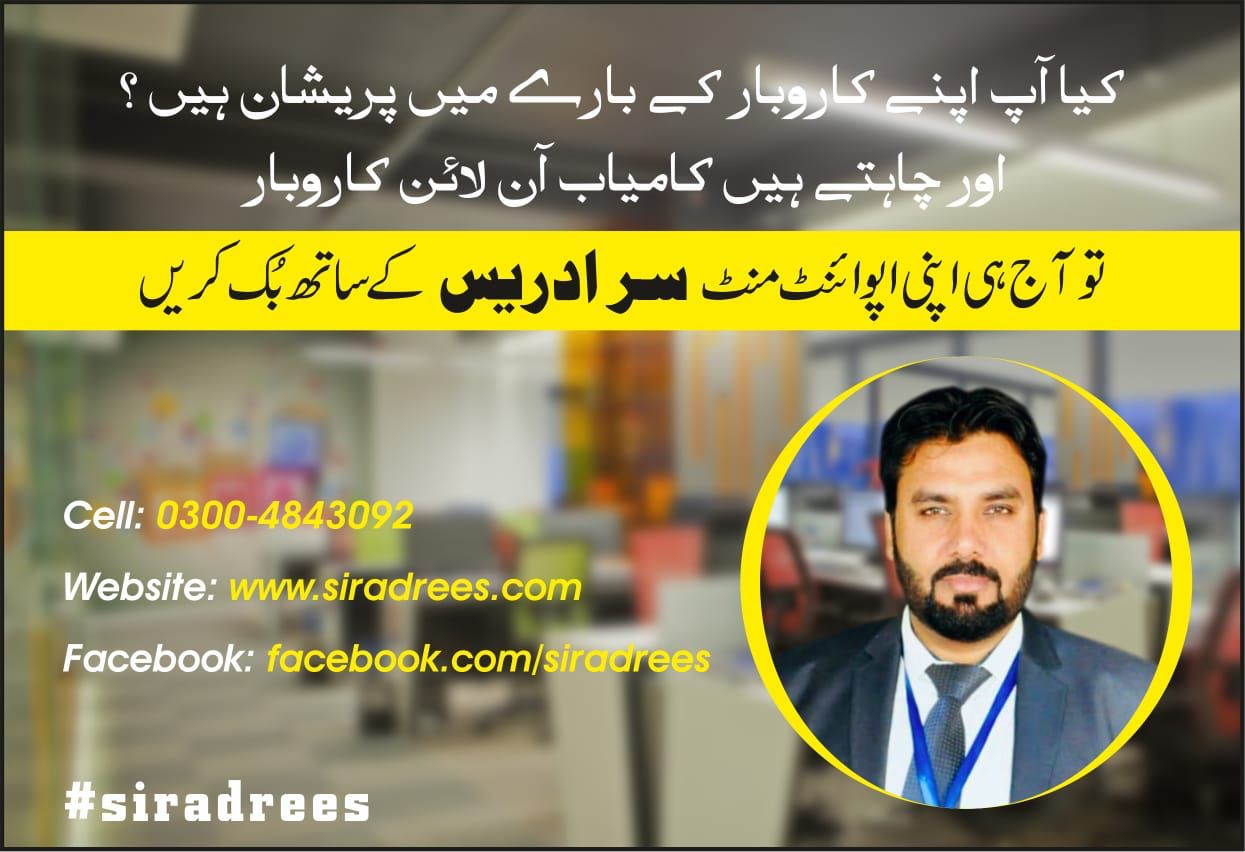 کیا آپ اپنے کاروبار کے بارے میں پریشان ہیں ؟
اور چاہتے ہیں کامیاب آن لائن کاروبار
تو آج ہی اپنی اپوائنٹ منٹ سر ادریس کے ساتھ بُک کریں
Cell: 0300-4843092
Website: www.siradrees.com
Facebook: facebook.com/siradrees
#siradrees